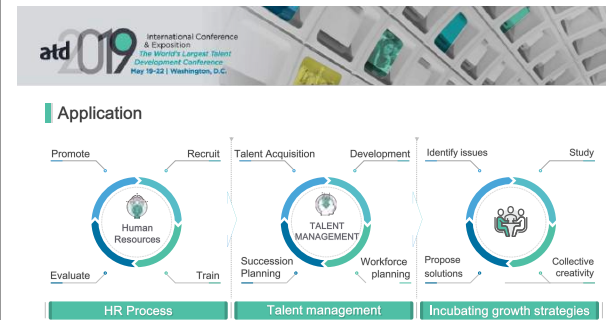 atd 2019
International Conference
& Exposition
The World's Largest Talent
Development Conference
May 19-22 | Washington, D.C.
Application
Promote
Recruit
Human
Resources
Evaluate
Train
HR Process
Talent Acquisition
Development
TALENT
MANAGEMENT
Succession
Planning
Workforce
planning
Talent management
Identify issues
Study
Propose
solutions
Collective
creativity
Incubating growth strategies